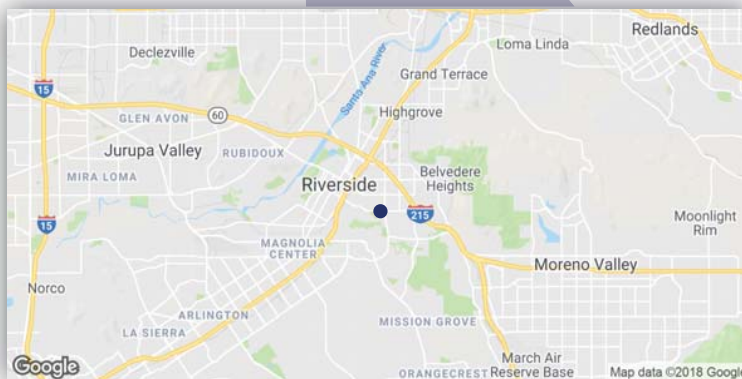 Redlands
Loma Linda
Declezville
Grand Terrace
Santa Ana River
15
60
Highgrove
GLEN AVON
Jurupa Valley
RUBIDOUX
Belvedere
Heights
MIRA LOMA
Riverside
215
15
Moonlight
Rim
MAGNOLIA
CENTER
Moreno Valley
Norco
ARLINGTON
MISSION GROVE
LA SIERRA
March Air
Reserve Base
ORANGECREST
Google
Map data ©2018 Google